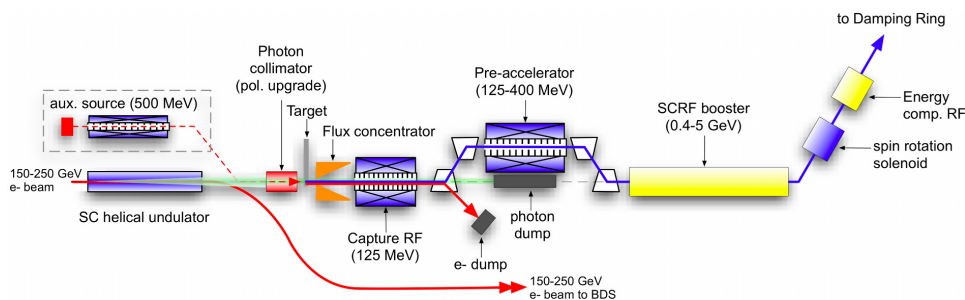 to Damping Ring
Photon
collimator
(pol. upgrade)
Pre-accelerator
(125-400 MeV)
aux. source (500 MeV)
Target
Flux concentrator
SCRF booster
(0.4-5 GeV)
Energy
comp. RF
spin rotation
solenoid
150-250 GeV
e- beam
SC helical undulator
Capture RF
(125 MeV)
photon
dump
e- dump
150-250 GeV
e- beam to BDS